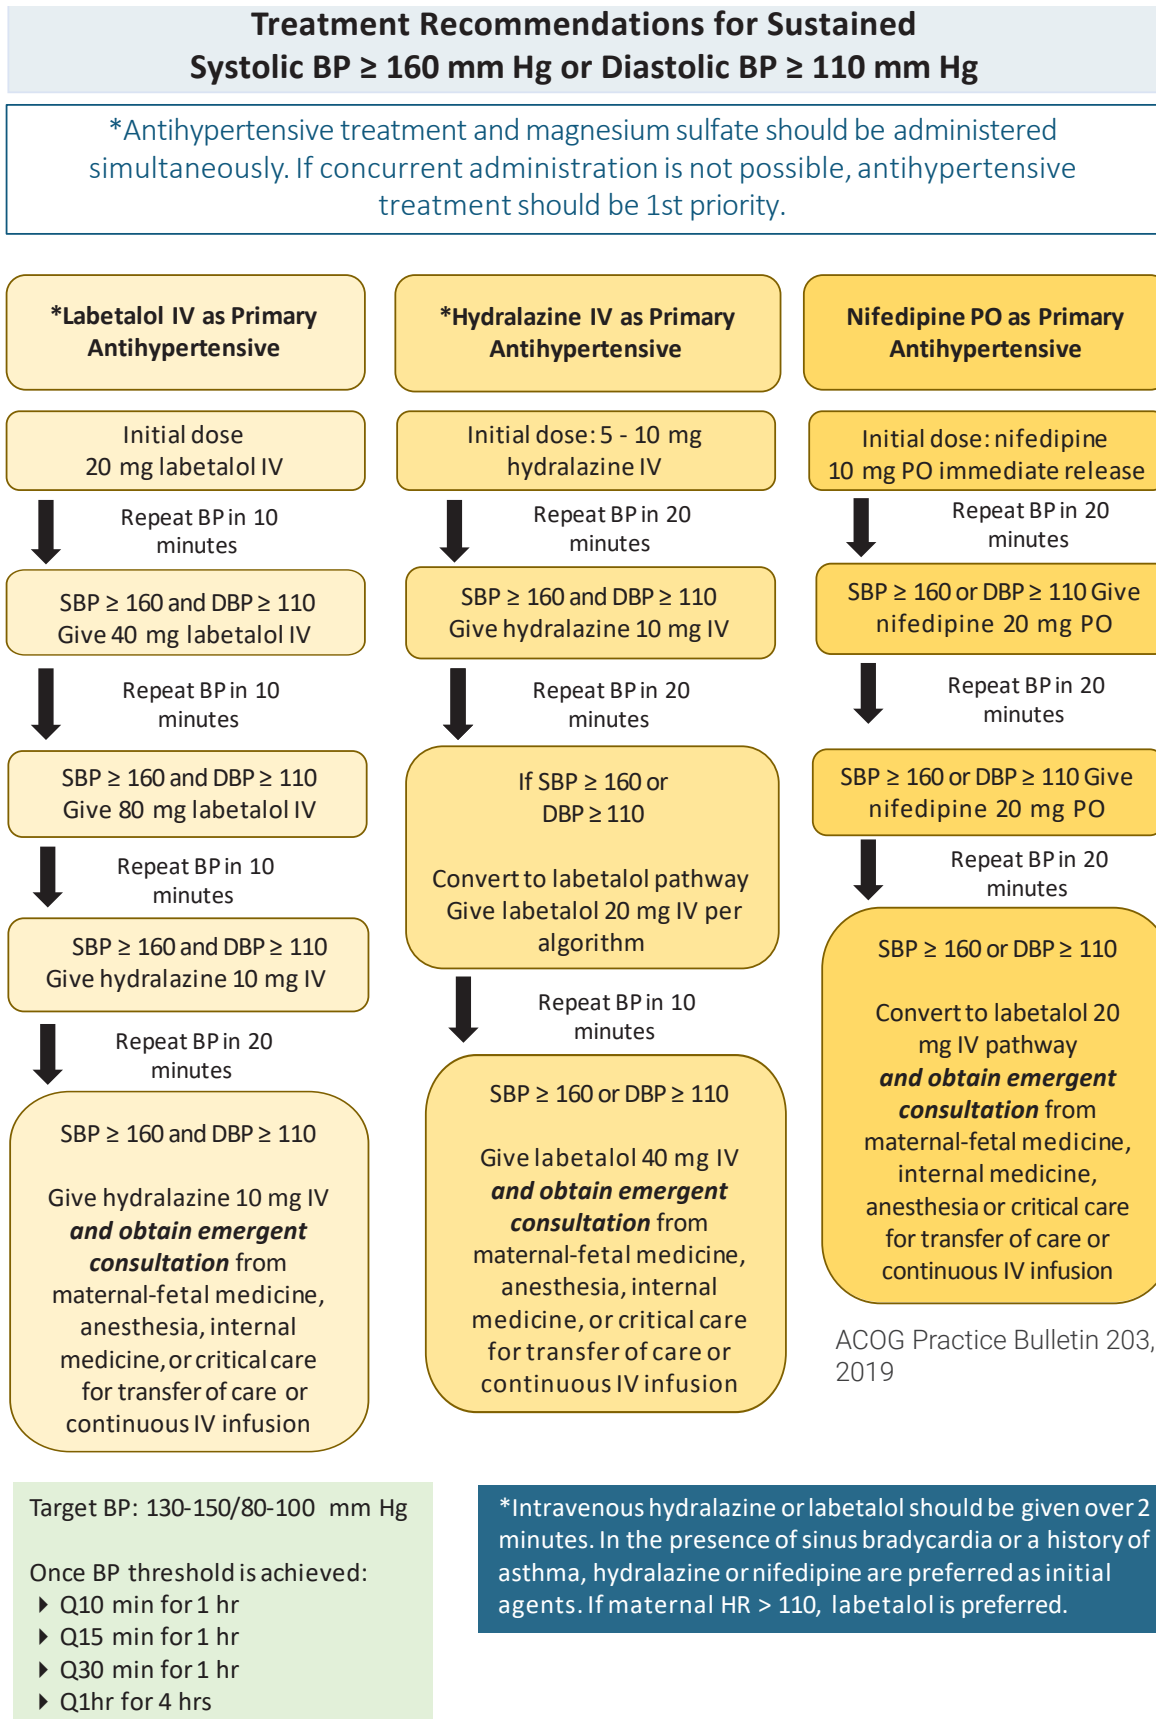 Treatment Recommendations for Sustained
Systolic BP ≥ 160 mm Hg or Diastolic BP ≥ 110 mm Hg
*Antihypertensive treatment and magnesium sulfate should be administered
simultaneously. If concurrent administration is not possible, antihypertensive
treatment should be 1st priority.
*Labetalol IV as Primary
Antihypertensive
Initial dose
20 mg labetalol IV
Repeat BP in 10
minutes
SBP ≥ 160 and DBP ≥ 110
Give 40 mg labetalol IV
Repeat BP in 10
minutes
SBP ≥ 160 and DBP ≥ 110
Give 80 mg labetalol IV
Repeat BP in 10
minutes
SBP ≥ 160 and DBP ≥ 110
Give hydralazine 10 mg IV
Repeat BP in 20
minutes
SBP ≥ 160 and DBP ≥ 110
Give hydralazine 10 mg IV
and obtain emergent
consultation from
maternal-fetal medicine,
anesthesia, internal
medicine, or critical care
for transfer of care or
continuous IV infusion
*Hydralazine IV as Primary
Antihypertensive
Initial dose: 5 - 10 mg
hydralazine IV
Repeat BP in 20
minutes
SBP ≥ 160 and DBP ≥ 110
Give hydralazine 10 mg IV
Repeat BP in 20
minutes
If SBP ≥ 160 or
DBP ≥ 110
Convert to labetalol pathway
Give labetalol 20 mg IV per
algorithm
Repeat BP in 10
minutes
SBP ≥ 160 or DBP ≥ 110
Give labetalol 40 mg IV
and obtain emergent
consultation from
maternal-fetal medicine,
anesthesia, internal
medicine, or critical care
for transfer of care or
continuous IV infusion
Nifedipine PO as Primary
Antihypertensive
Initial dose: nifedipine
10 mg PO immediate release
Repeat BP in 20
minutes
SBP ≥ 160 or DBP ≥ 110 Give
nifedipine 20 mg PO
Repeat BP in 20
minutes
SBP ≥ 160 or DBP ≥ 110 Give
nifedipine 20 mg PO
Repeat BP in 20
minutes
SBP ≥ 160 or DBP ≥ 110
Convert to labetalol 20
mg IV pathway
and obtain emergent
consultation from
maternal-fetal medicine,
internal medicine,
anesthesia or critical care
for transfer of care or
continuous IV infusion
ACOG Practice Bulletin 203,
2019
Target BP: 130-150/80-100 mm Hg
Once BP threshold is achieved:
Q10 min for 1 hr
Q15 min for 1 hr
Q30 min for 1 hr
Q1hr for 4 hrs
*Intravenous hydralazine or labetalol should be given over 2
minutes. In the presence of sinus bradycardia or a history of
asthma, hydralazine or nifedipine are preferred as initial
agents. If maternal HR > 110, labetalol is preferred.